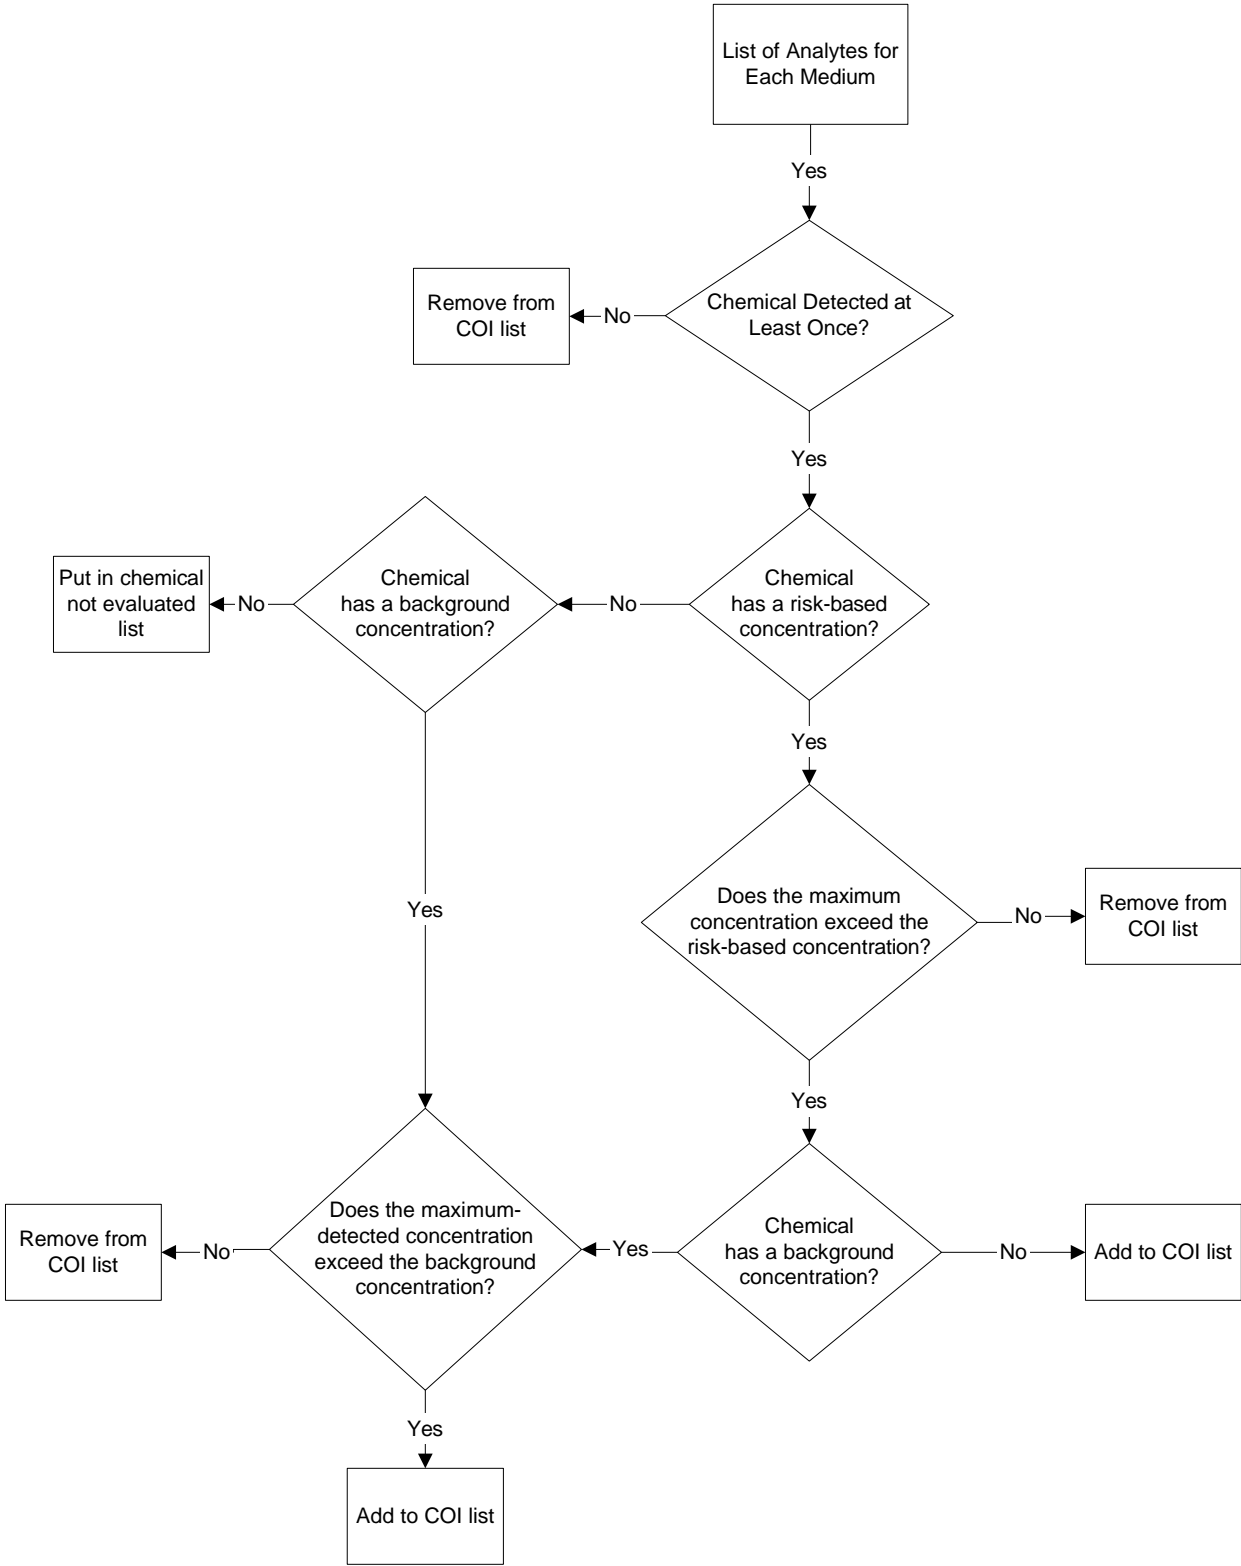 List of Analytes for
Each Medium
Yes
Chemical Detected at
Least Once?
No
Remove from
COI list
Yes
Chemical
has a risk-based
concentration?
No
Chemical
has a background
concentration?
No
Put in chemical
not evaluated
list
Yes
Does the maximum
concentration exceed the
risk-based concentration?
No
Remove from
COI list
Yes
Yes
Chemical
has a background
concentration?
No
Add to COI list
Yes
Does the maximum-
detected concentration
exceed the background
concentration?
No
Remove from
COI list
Yes
Add to COI list